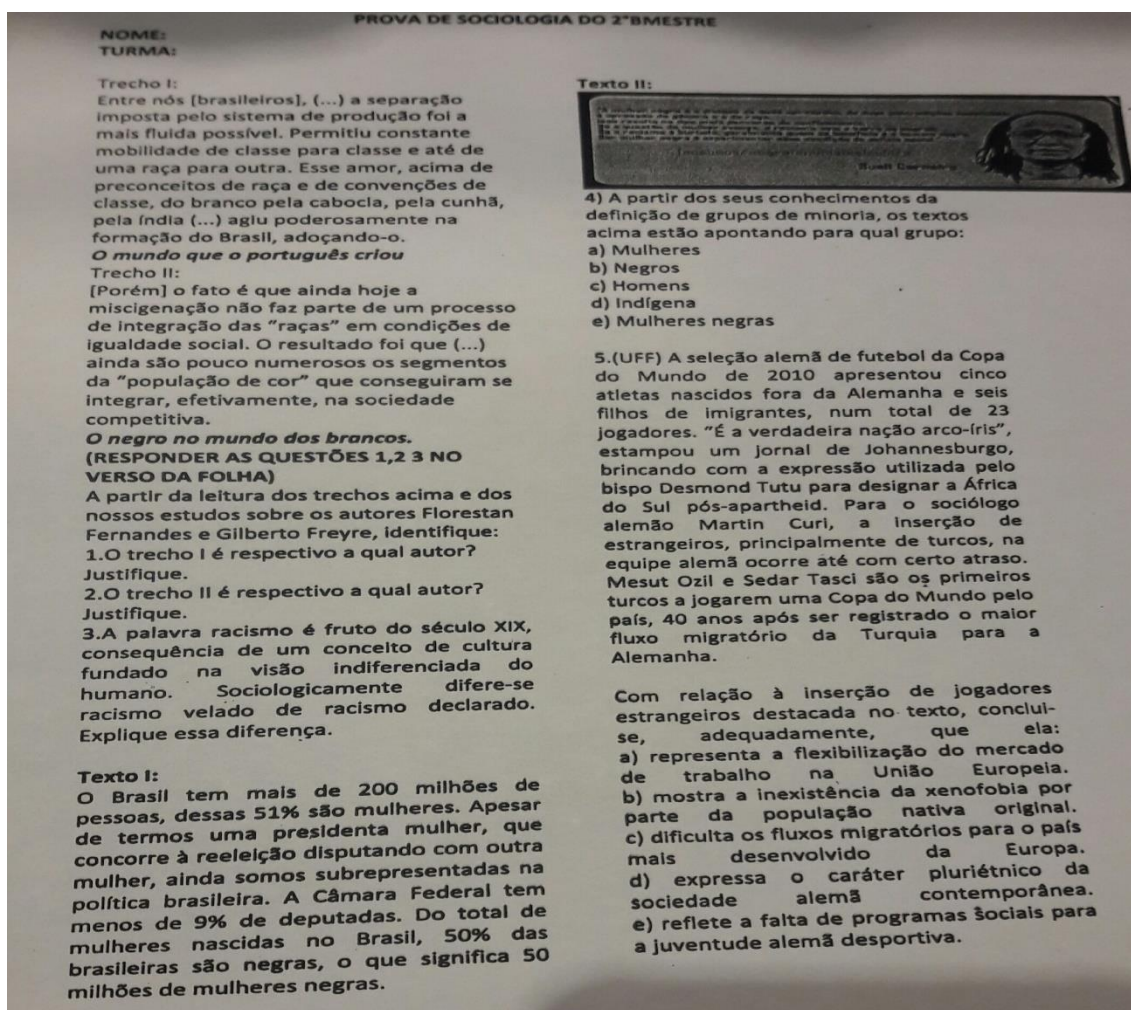 PROVA DE SOCIOLOGIA DO 2°BMESTRE
NOME:
TURMA:
Trecho I:
Entre nós [brasileiros], (...) a separação
imposta pelo sistema de produção foi a
mais fluida possível. Permitiu constante
mobilidade de classe para classe e até de
uma raça para outra. Esse amor, acima de
preconceitos de raça e de convenções de
classe, do branco pela cabocla, pela cunhã,
pela índia (...) agiu poderosamente na
formação do Brasil, adoçando-o.
O mundo que o português criou
Trecho II:
[Porém] o fato é que ainda hoje a
miscigenação não faz parte de um processo
de integração das "raças" em condições de
igualdade social. O resultado foi que (...)
ainda são pouco numerosos os segmentos
da "população de cor" que conseguiram se
integrar, efetivamente, na sociedade
competitiva.
O negro no mundo dos brancos.
(RESPONDER AS QUESTÕES 1,2 3 NO
VERSO DA FOLHA)
A partir da leitura dos trechos acima e dos
nossos estudos sobre os autores Florestan
Fernandes e Gilberto Freyre, identifique:
1.O trecho I é respectivo a qual autor?
Justifique.
2.O trecho II é respectivo a qual autor?
Justifique.
3.A palavra racismo é fruto do século XIX,
consequência de um conceito de cultura
fundado na visão indiferenciada do
humano. Sociologicamente difere-se
racismo velado de racismo declarado.
Explique essa diferença.
Texto I:
O Brasil tem mais de 200 milhões de
pessoas, dessas 51% são mulheres. Apesar
de termos uma presidenta mulher, que
concorre à reeleição disputando com outra
mulher, ainda somos subrepresentadas na
política brasileira. A Câmara Federal tem
menos de 9% de deputadas. Do total de
mulheres nascidas no Brasil, 50% das
brasileiras são negras, o que significa 50
milhões de mulheres negras.
Texto II:
Sueli Carneiro
4) A partir dos seus conhecimentos da
definição de grupos de minoria, os textos
acima estão apontando para qual grupo:
a) Mulheres
b) Negros
c) Homens
d) Indígena
e) Mulheres negras
5.(UFF) A seleção alemã de futebol da Copa
do Mundo de 2010 apresentou cinco
atletas nascidos fora da Alemanha e seis
filhos de imigrantes, num total de 23
jogadores. "É a verdadeira nação arco-íris",
estampou um jornal de Johannesburgo,
brincando com a expressão utilizada pelo
bispo Desmond Tutu para designar a África
do Sul pós-apartheid. Para o sociólogo
alemão Martin Curi, a inserção de
estrangeiros, principalmente de turcos, na
equipe alemã ocorre até com certo atraso.
Mesut Ozil e Sedar Tasci são os primeiros
turcos a jogarem uma Copa do Mundo pelo
país, 40 anos após ser registrado o maior
fluxo migratório da Turquia para a
Alemanha.
Com relação à inserção de jogadores
estrangeiros destacada no texto, conclui-
se, adequadamente, que ela:
a) representa a flexibilização do mercado
de trabalho na União Europeia.
b) mostra a inexistência da xenofobia por
parte da população nativa original.
c) dificulta os fluxos migratórios para o país
mais desenvolvido da Europa.
d) expressa o caráter pluriétnico da
sociedade alemã contemporânea.
e) reflete a falta de programas sociais para
a juventude alemã desportiva.